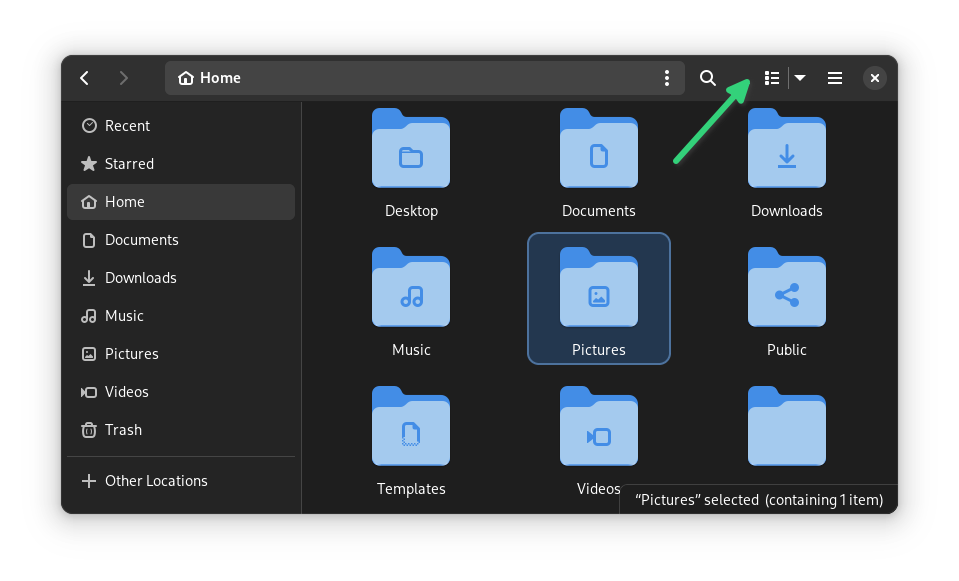 Home
Recent
Starred
Home
Documents
Downloads
Music
Pictures
Videos
Trash
Other Locations
Desktop
Documents
Downloads
Music
Pictures
Public
Templates
Videos
“Pictures” selected (containing 1 item)